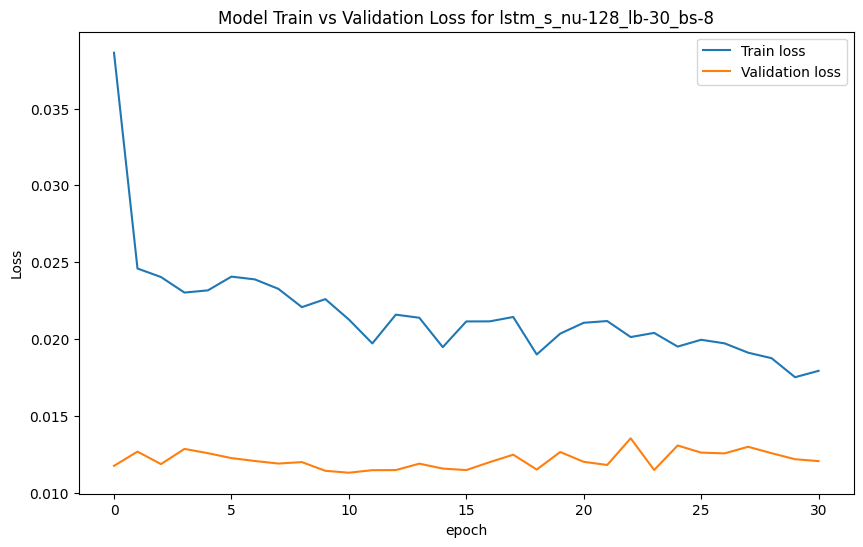 Model Train vs Validation Loss for lstm_s_nu-128_lb-30_bs-8
Train loss
Validation loss
0.035
0.030
0.025
0.020
0.015
0.010
Loss
0 5 10 15 20 25 30
epoch